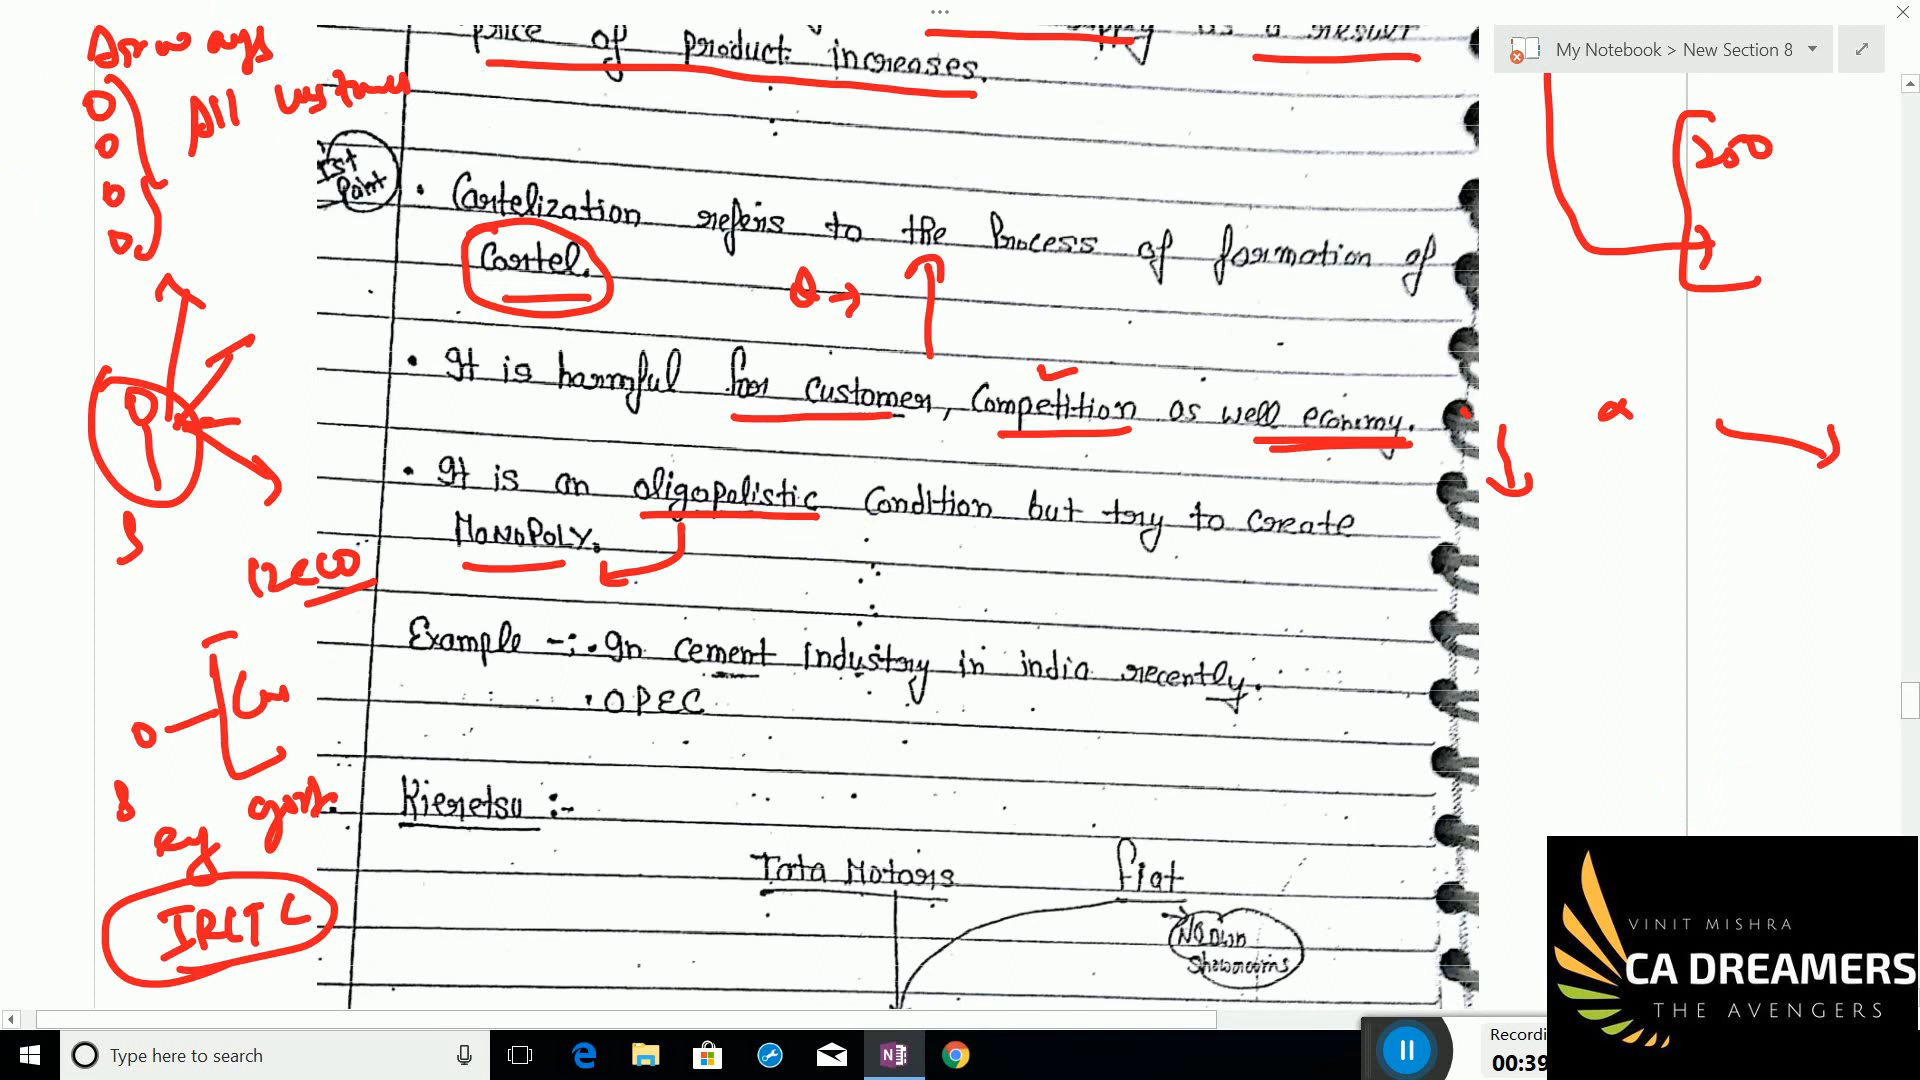 price of product increases.
as a result
My Notebook > New Section 8
All
200
Ist
Point
• Cartelization refers to the Process of formation of
Cartel.
• It is harmful for customer, Competition as well economy.
• It is an oligopolistic Condition but try to create
MONOPOLY.
Example -: • In cement industry in india recently.
• OPEC
Kieretsu :-
Tata Motors
fiat
No own
showrooms
IRCTC
VINIT MISHRA
CA DREAMERS
THE AVENGERS
Type here to search
Recordi
00:39